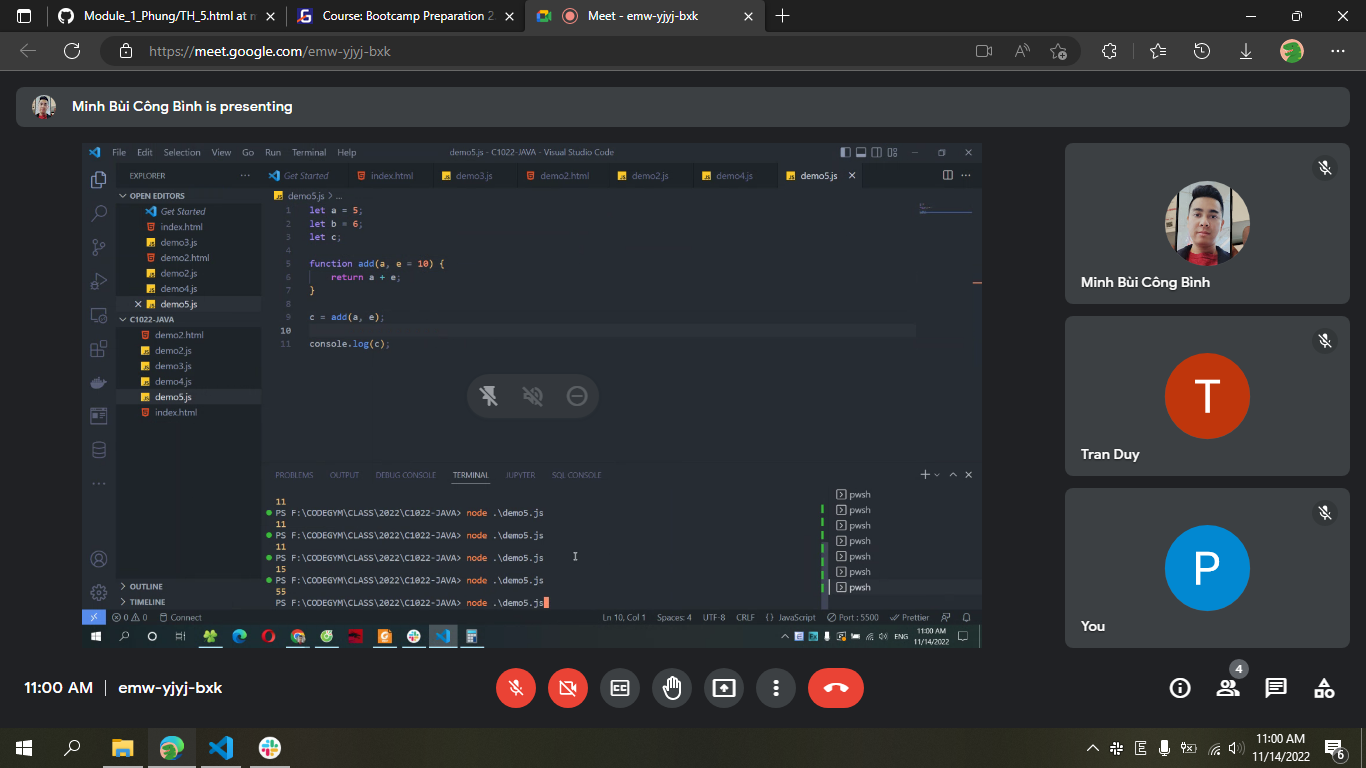 Module_1_Phung/TH_5.html at m
Course: Bootcamp Preparation 2
Meet - emw-yjyj-bxk
https://meet.google.com/emw-yjyj-bxk
Minh Bùi Công Bình is presenting
File Edit Selection View Go Run Terminal Help
demo5.js - C1022-JAVA - Visual Studio Code
EXPLORER
Get Started index.html demo3.js demo2.html demo2.js demo4.js demo5.js
OPEN EDITORS
Get Started
index.html
demo3.js
demo2.html
demo2.js
demo4.js
demo5.js
C1022-JAVA
demo2.html
demo2.js
demo3.js
demo4.js
demo5.js
index.html
OUTLINE
TIMELINE
demo5.js > ...
1 let a = 5;
2 let b = 6;
3 let c;
4
5 function add(a, e = 10) {
6 return a + e;
7 }
8
9 c = add(a, e);
10
11 console.log(c);
PROBLEMS OUTPUT DEBUG CONSOLE TERMINAL JUPYTER SQL CONSOLE
11
PS F:\CODEGYM\CLASS\2022\C1022-JAVA> node .\demo5.js
11
PS F:\CODEGYM\CLASS\2022\C1022-JAVA> node .\demo5.js
11
PS F:\CODEGYM\CLASS\2022\C1022-JAVA> node .\demo5.js
15
PS F:\CODEGYM\CLASS\2022\C1022-JAVA> node .\demo5.js
55
PS F:\CODEGYM\CLASS\2022\C1022-JAVA> node .\demo5.js
pwsh
pwsh
pwsh
pwsh
pwsh
pwsh
pwsh
0 0 Connect
Ln 10, Col 1 Spaces: 4 UTF-8 CRLF {} JavaScript Port : 5500 Prettier
ENG
11:00 AM
11/14/2022
Minh Bùi Công Bình
T
Tran Duy
P
You
11:00 AM | emw-yjyj-bxk
4
11:00 AM
11/14/2022
6